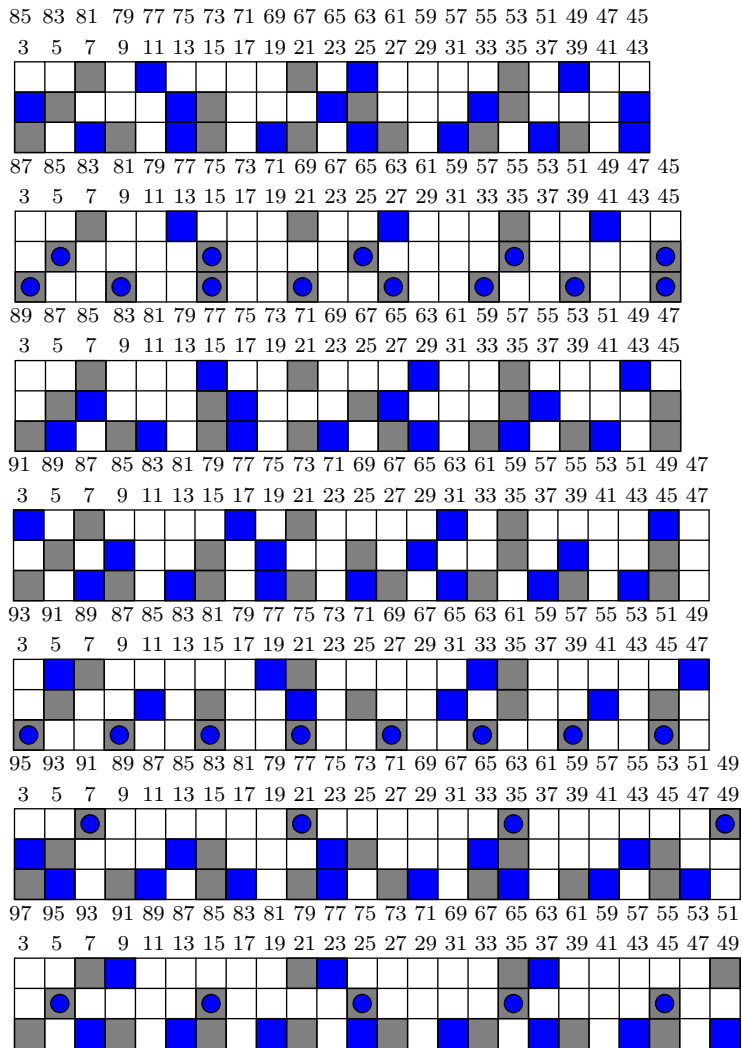 85 83 81 79 77 75 73 71 69 67 65 63 61 59 57 55 53 51 49 47 45
3 5 7 9 11 13 15 17 19 21 23 25 27 29 31 33 35 37 39 41 43
87 85 83 81 79 77 75 73 71 69 67 65 63 61 59 57 55 53 51 49 47 45
3 5 7 9 11 13 15 17 19 21 23 25 27 29 31 33 35 37 39 41 43 45
89 87 85 83 81 79 77 75 73 71 69 67 65 63 61 59 57 55 53 51 49 47
3 5 7 9 11 13 15 17 19 21 23 25 27 29 31 33 35 37 39 41 43 45
91 89 87 85 83 81 79 77 75 73 71 69 67 65 63 61 59 57 55 53 51 49 47
3 5 7 9 11 13 15 17 19 21 23 25 27 29 31 33 35 37 39 41 43 45 47
93 91 89 87 85 83 81 79 77 75 73 71 69 67 65 63 61 59 57 55 53 51 49
3 5 7 9 11 13 15 17 19 21 23 25 27 29 31 33 35 37 39 41 43 45 47
95 93 91 89 87 85 83 81 79 77 75 73 71 69 67 65 63 61 59 57 55 53 51 49
3 5 7 9 11 13 15 17 19 21 23 25 27 29 31 33 35 37 39 41 43 45 47 49
97 95 93 91 89 87 85 83 81 79 77 75 73 71 69 67 65 63 61 59 57 55 53 51
3 5 7 9 11 13 15 17 19 21 23 25 27 29 31 33 35 37 39 41 43 45 47 49